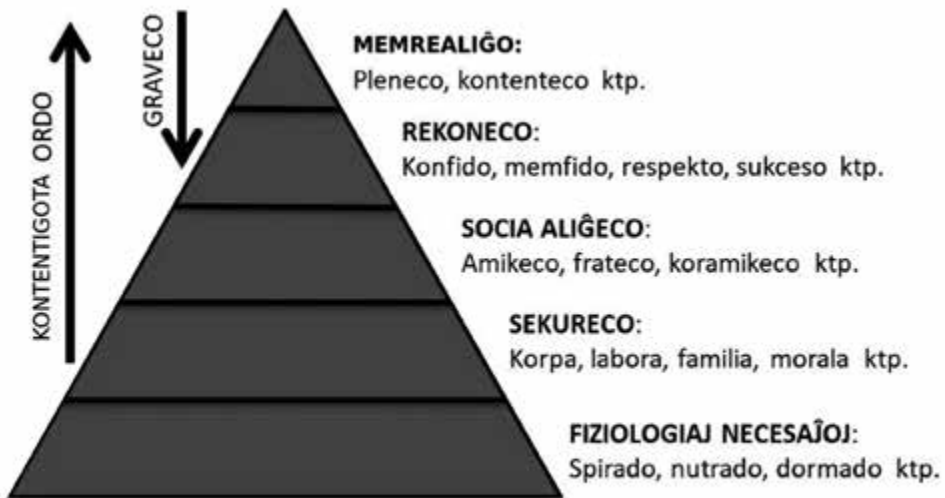 KONTENTIGOTA ORDO
GRAVECO
MEMREALIĜO:
Pleneco, kontenteco ktp.
REKONECO:
Konfido, memfido, respekto, sukceso ktp.
SOCIA ALIĜECO:
Amikeco, frateco, koramikeco ktp.
SEKURECO:
Korpa, labora, familia, morala ktp.
FIZIOLOGIAJ NECESAĴOJ:
Spirado, nutrado, dormado ktp.